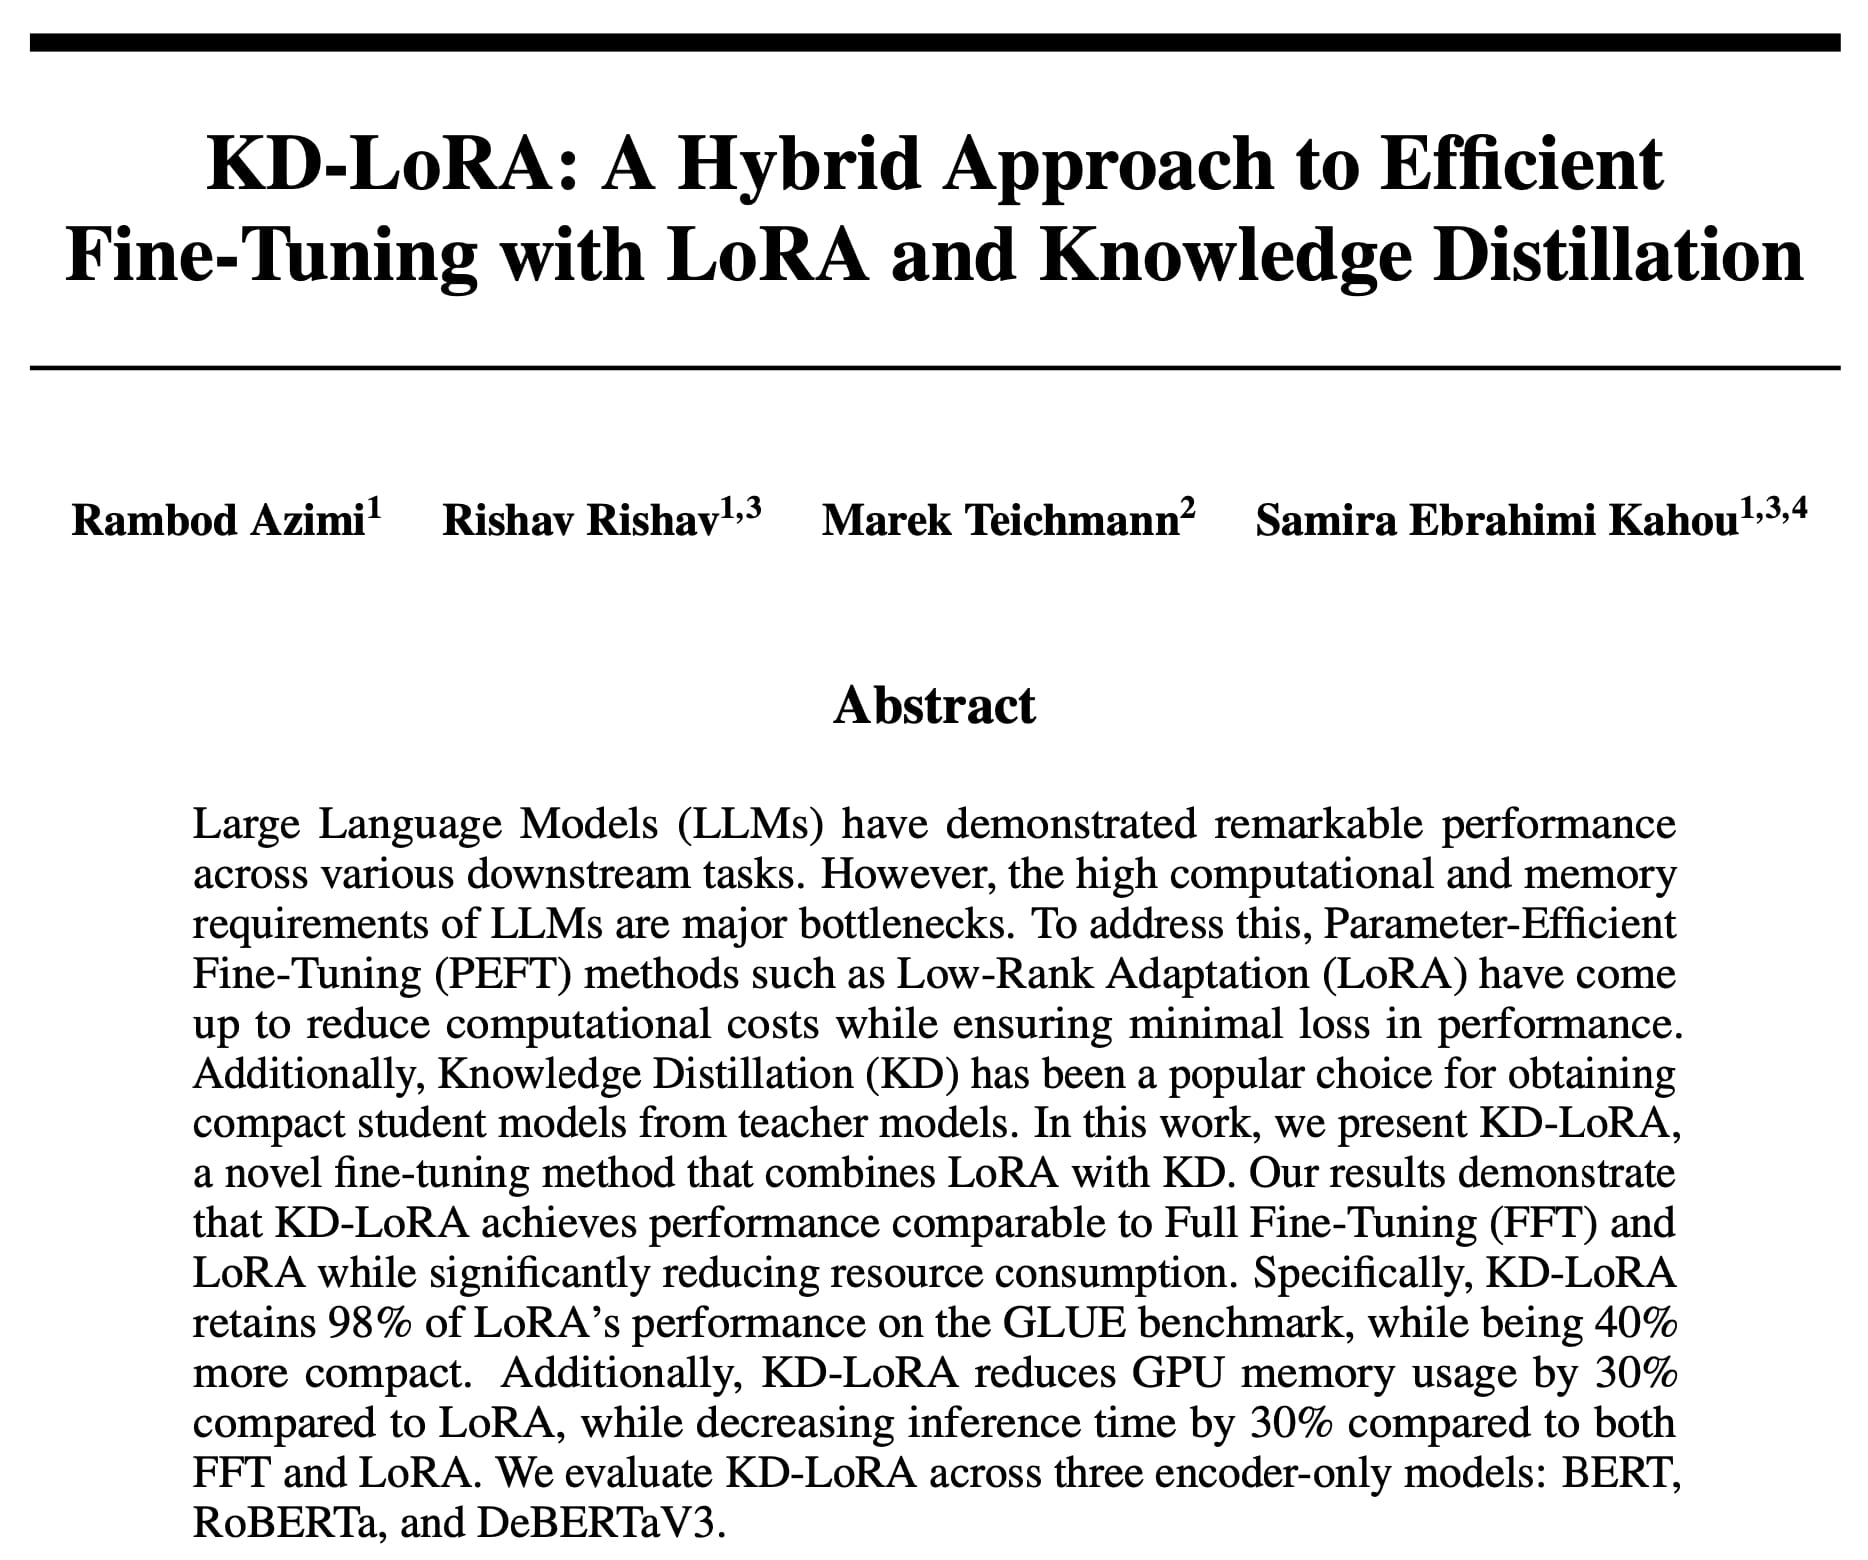 KD-LoRA: A Hybrid Approach to Efficient
Fine-Tuning with LoRA and Knowledge Distillation
Rambod Azimi1 Rishav Rishav1,3 Marek Teichmann2 Samira Ebrahimi Kahou1,3,4
Abstract
Large Language Models (LLMs) have demonstrated remarkable performance
across various downstream tasks. However, the high computational and memory
requirements of LLMs are major bottlenecks. To address this, Parameter-Efficient
Fine-Tuning (PEFT) methods such as Low-Rank Adaptation (LoRA) have come
up to reduce computational costs while ensuring minimal loss in performance.
Additionally, Knowledge Distillation (KD) has been a popular choice for obtaining
compact student models from teacher models. In this work, we present KD-LoRA,
a novel fine-tuning method that combines LoRA with KD. Our results demonstrate
that KD-LoRA achieves performance comparable to Full Fine-Tuning (FFT) and
LoRA while significantly reducing resource consumption. Specifically, KD-LoRA
retains 98% of LoRA’s performance on the GLUE benchmark, while being 40%
more compact. Additionally, KD-LoRA reduces GPU memory usage by 30%
compared to LoRA, while decreasing inference time by 30% compared to both
FFT and LoRA. We evaluate KD-LoRA across three encoder-only models: BERT,
RoBERTa, and DeBERTaV3.